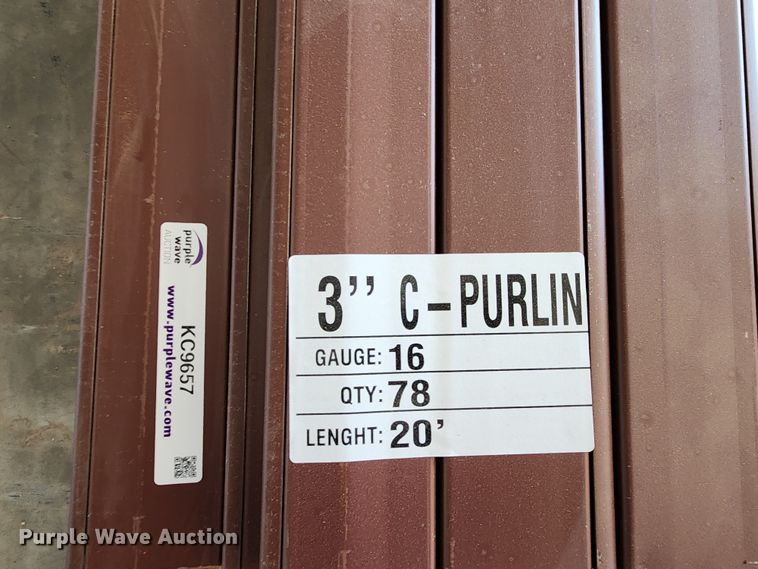 purple
wave
AUCTION
www.purplewave.com
KC9657
3’’ C-PURLIN
GAUGE: 16
QTY: 78
LENGHT: 20’
Purple Wave Auction